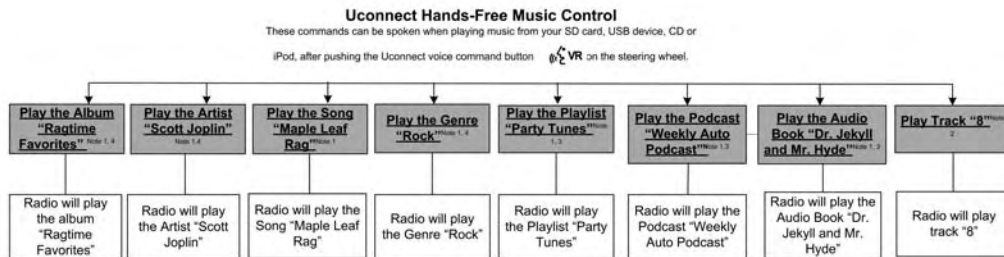 Uconnect Hands-Free Music Control
These commands can be spoken when playing music from your SD card, USB device, CD or
iPod, after pushing the Uconnect voice command button VR on the steering wheel.
Play the Album
“Ragtime
Favorites” Note 1, 4
Play the Artist
“Scott Joplin”
Note 1,4
Play the Song
“Maple Leaf
Rag” Note 1
Play the Genre
“Rock” Note 1, 4
Play the Playlist
“Party Tunes” Note
1, 3
Play the Podcast
“Weekly Auto
Podcast” Note 1,3
Play the Audio
Book “Dr. Jekyll
and Mr. Hyde” Note 1, 3
Play Track “8” Note
2
Radio will play
the album
“Ragtime
Favorites”
Radio will play
the Artist “Scott
Joplin”
Radio will play the
Song “Maple Leaf
Rag”
Radio will play
the Genre “Rock”
Radio will play
the Playlist “Party
Tunes”
Radio will play the
Podcast “Weekly
Auto Podcast”
Radio will play the
Audio Book “Dr.
Jekyll and Mr.
Hyde”
Radio will play
track “8”